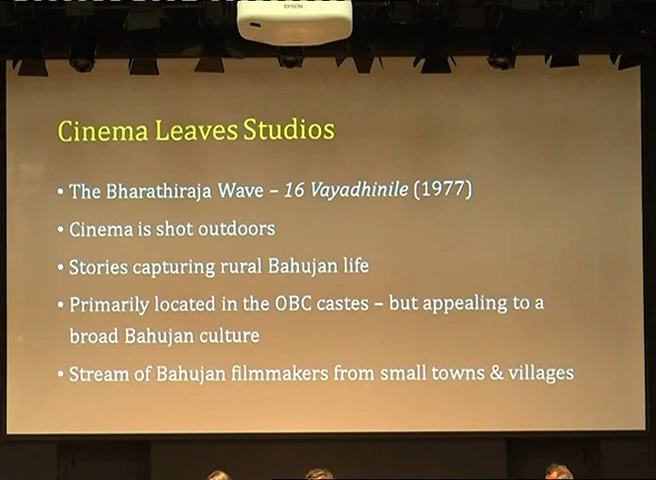 EPSON
Cinema Leaves Studios
• The Bharathiraja Wave – 16 Vayadhinile (1977)
• Cinema is shot outdoors
• Stories capturing rural Bahujan life
• Primarily located in the OBC castes – but appealing to a
broad Bahujan culture
• Stream of Bahujan filmmakers from small towns & villages